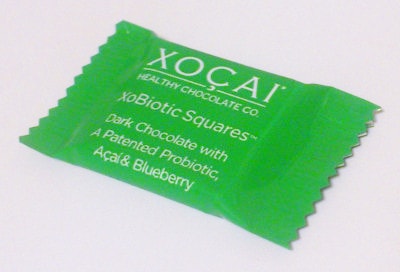 XOÇAI
HEALTHY CHOCOLATE CO.
XoBiotic Squares™
Dark Chocolate with
A Patented Probiotic,
Açaí & Blueberry